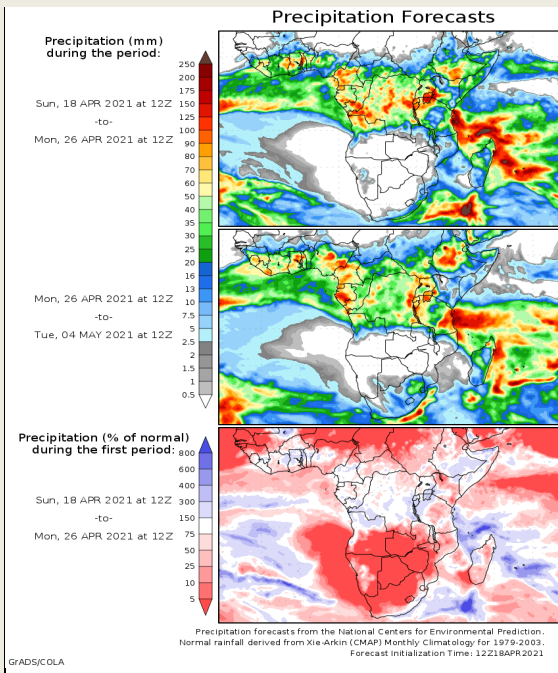 Precipitation Forecasts
Precipitation (mm)
during the period:
Sun, 18 APR 2021 at 12Z
-to-
Mon, 26 APR 2021 at 12Z
250
200
175
150
125
100
90
80
70
60
50
40
35
30
25
20
16
13
10
7.5
5
2.5
2
1.5
1
0.5
Mon, 26 APR 2021 at 12Z
-to-
Tue, 04 MAY 2021 at 12Z
Precipitation (% of normal)
during the first period:
Sun, 18 APR 2021 at 12Z
-to-
Mon, 26 APR 2021 at 12Z
800
600
400
300
150
75
50
25
10
5
Precipitation forecasts from the National Centers for Environmental Prediction.
Normal rainfall derived from Xie-Arkin (CMAP) Monthly Climatology for 1979-2003.
Forecast Initialization Time: 12Z18APR2021
GrADS/COLA